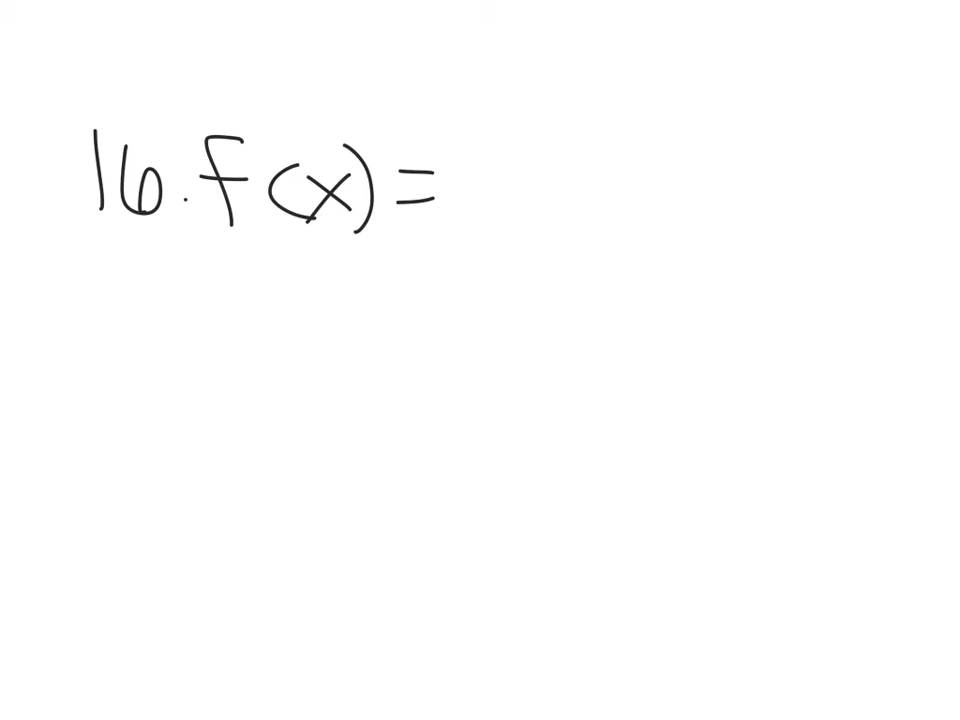 16. f(x) =